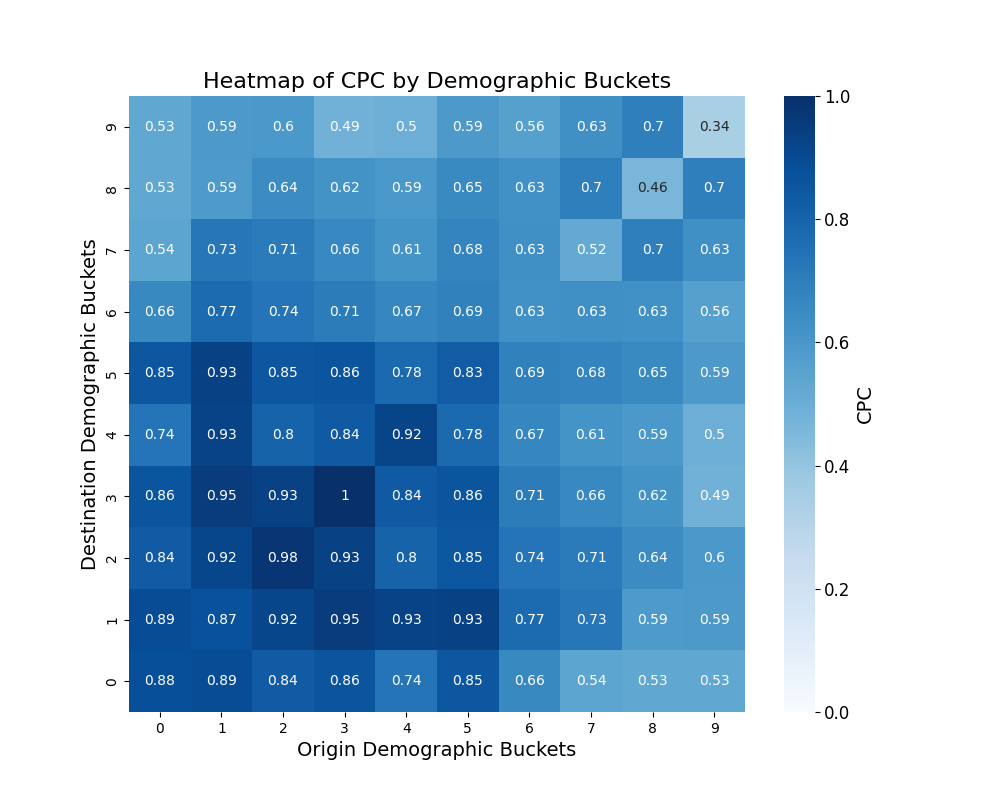 Heatmap of CPC by Demographic Buckets
Destination Demographic Buckets
9 0.53 0.59 0.6 0.49 0.5 0.59 0.56 0.63 0.7 0.34
8 0.53 0.59 0.64 0.62 0.59 0.65 0.63 0.7 0.46 0.7
7 0.54 0.73 0.71 0.66 0.61 0.68 0.63 0.52 0.7 0.63
6 0.66 0.77 0.74 0.71 0.67 0.69 0.63 0.63 0.63 0.56
5 0.85 0.93 0.85 0.86 0.78 0.83 0.69 0.68 0.65 0.59
4 0.74 0.93 0.8 0.84 0.92 0.78 0.67 0.61 0.59 0.5
3 0.86 0.95 0.93 1 0.84 0.86 0.71 0.66 0.62 0.49
2 0.84 0.92 0.98 0.93 0.8 0.85 0.74 0.71 0.64 0.6
1 0.89 0.87 0.92 0.95 0.93 0.93 0.77 0.73 0.59 0.59
0 0.88 0.89 0.84 0.86 0.74 0.85 0.66 0.54 0.53 0.53
0 1 2 3 4 5 6 7 8 9
Origin Demographic Buckets
1.0
0.8
0.6
0.4
0.2
0.0
CPC